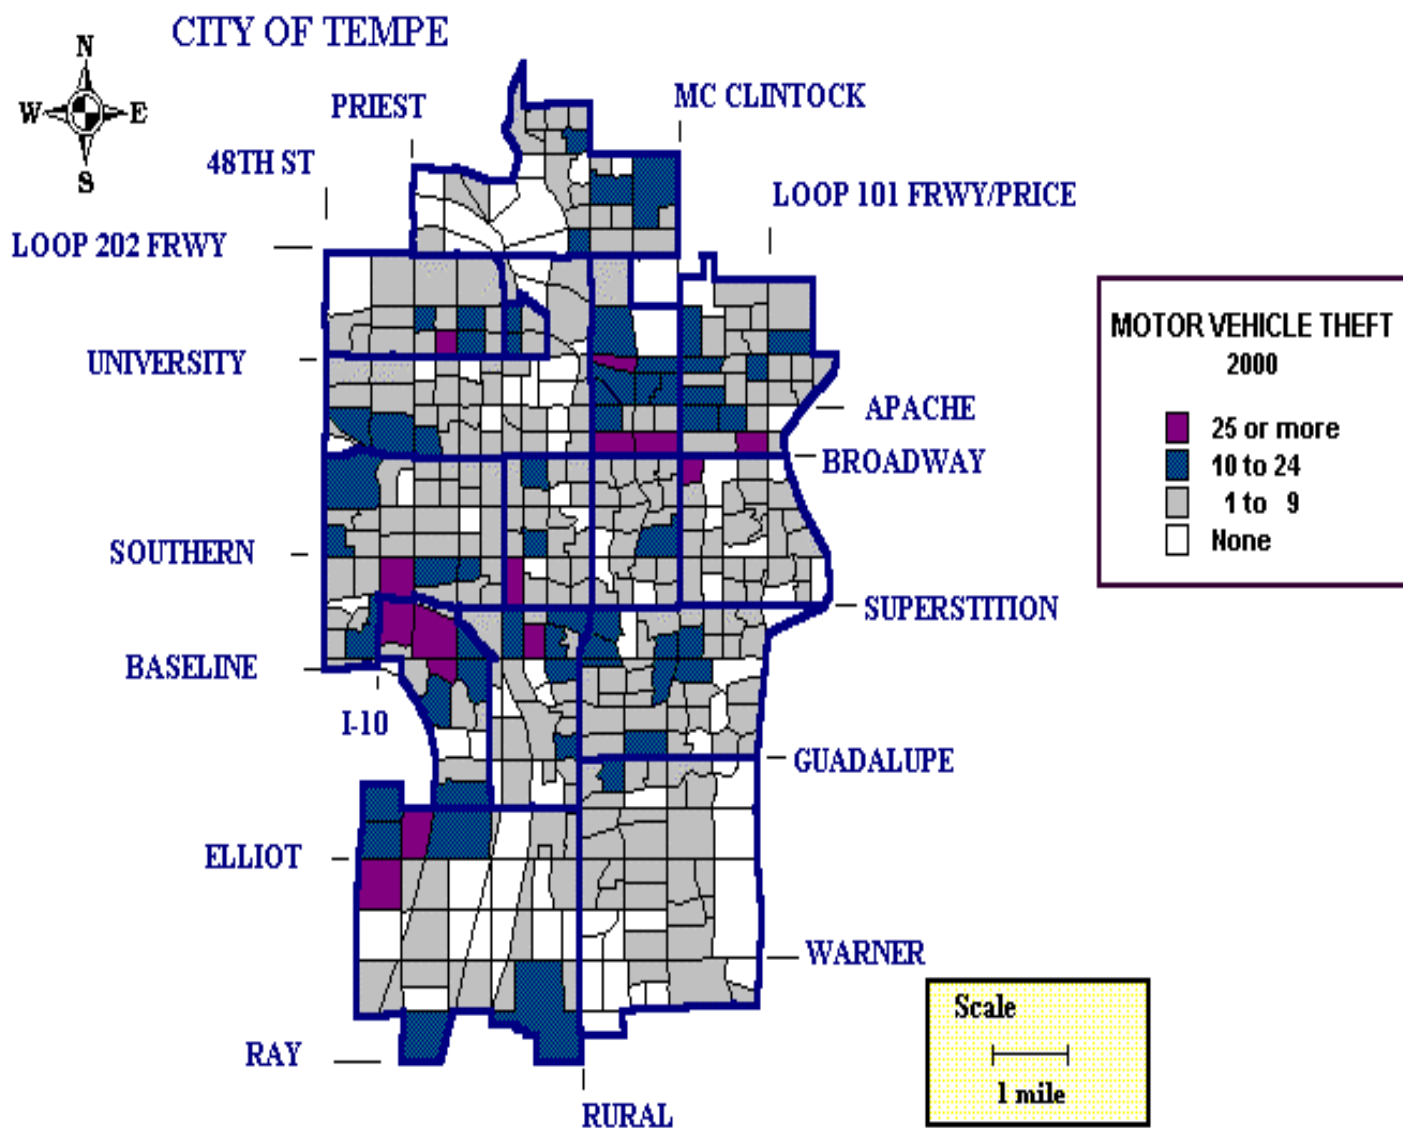 CITY OF TEMPE
N
W E
S
PRIEST
MC CLINTOCK
48TH ST
LOOP 101 FRWY/PRICE
LOOP 202 FRWY
MOTOR VEHICLE THEFT
2000
25 or more
10 to 24
1 to 9
None
UNIVERSITY
APACHE
BROADWAY
SOUTHERN
SUPERSTITION
BASELINE
I-10
GUADALUPE
ELLIOT
WARNER
Scale
1 mile
RAY
RURAL